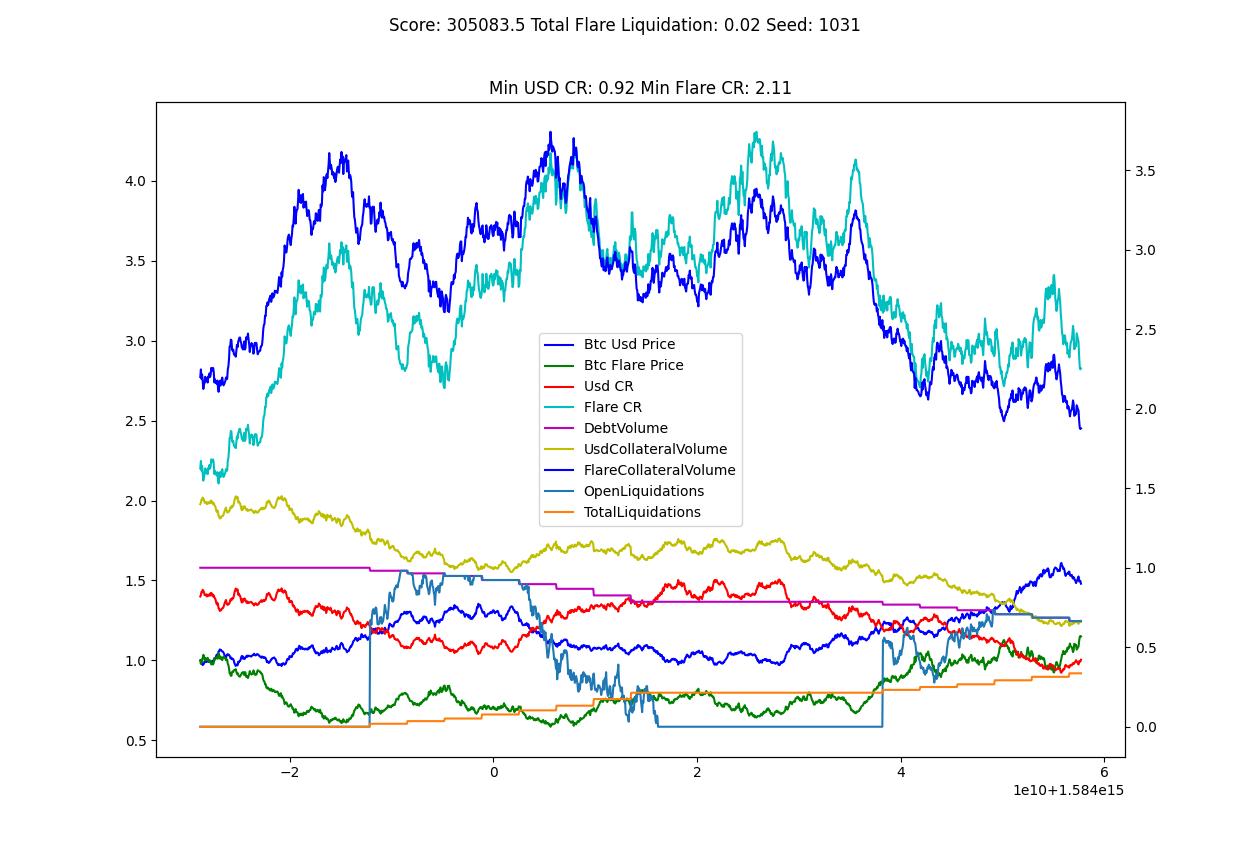 Score: 305083.5 Total Flare Liquidation: 0.02 Seed: 1031
Min USD CR: 0.92 Min Flare CR: 2.11
4.0
3.5
3.0
2.5
2.0
1.5
1.0
0.5
3.5
3.0
2.5
2.0
1.5
1.0
0.5
0.0
Btc Usd Price
Btc Flare Price
Usd CR
Flare CR
DebtVolume
UsdCollateralVolume
FlareCollateralVolume
OpenLiquidations
TotalLiquidations
−2 0 2 4 6
1e10+1.584e15